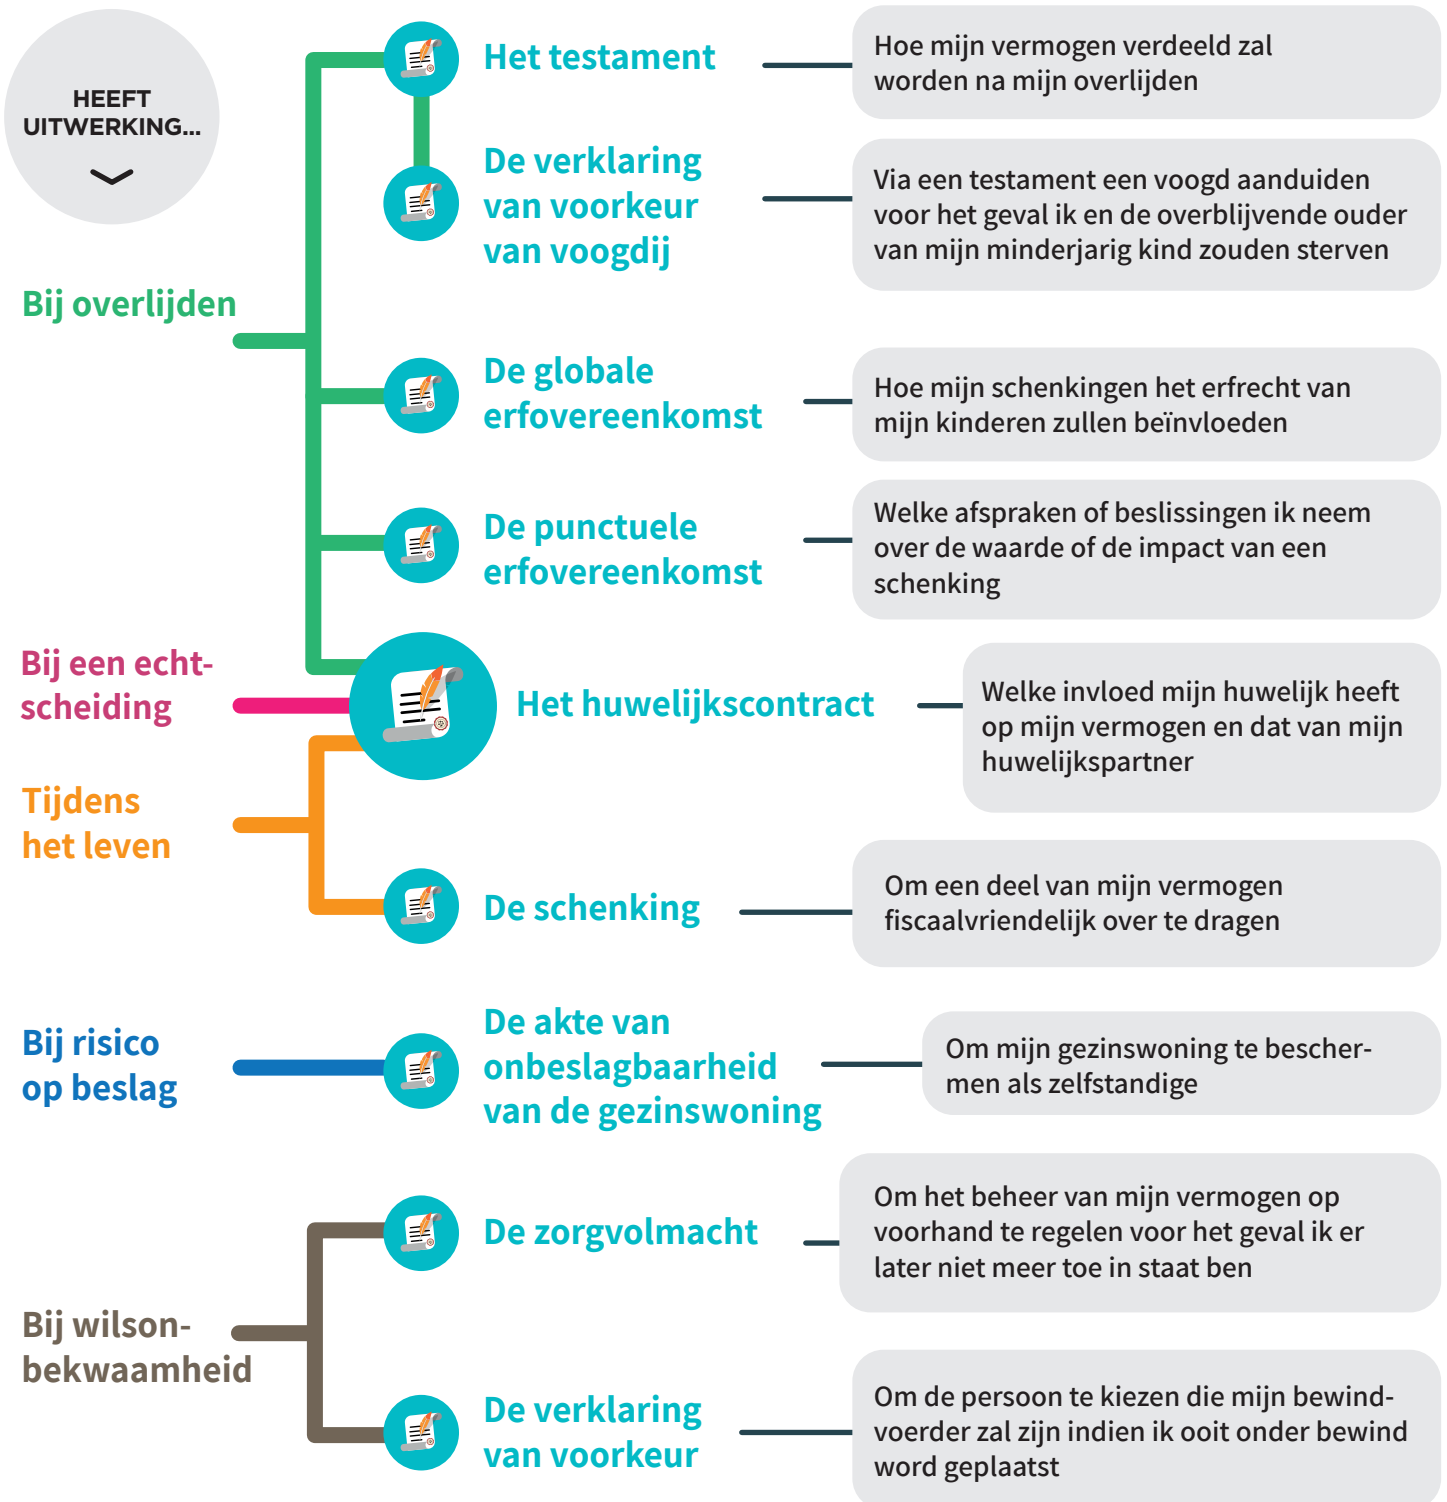 HEEFT
UITWERKING...
Bij overlijden
Het testament
Hoe mijn vermogen verdeeld zal
worden na mijn overlijden
De verklaring
van voorkeur
van voogdij
Via een testament een voogd aanduiden
voor het geval ik en de overblijvende ouder
van mijn minderjarig kind zouden sterven
De globale
erfovereenkomst
Hoe mijn schenkingen het erfrecht van
mijn kinderen zullen beïnvloeden
De punctuele
erfovereenkomst
Welke afspraken of beslissingen ik neem
over de waarde of de impact van een
schenking
Bij een echt-
scheiding
Het huwelijkscontract
Welke invloed mijn huwelijk heeft
op mijn vermogen en dat van mijn
huwelijkspartner
Tijdens
het leven
De schenking
Om een deel van mijn vermogen
fiscaalvriendelijk over te dragen
Bij risico
op beslag
De akte van
onbeslagbaarheid
van de gezinswoning
Om mijn gezinswoning te bescher-
men als zelfstandige
Bij wilson-
bekwaamheid
De zorgvolmacht
Om het beheer van mijn vermogen op
voorhand te regelen voor het geval ik er
later niet meer toe in staat ben
De verklaring
van voorkeur
Om de persoon te kiezen die mijn bewind-
voerder zal zijn indien ik ooit onder bewind
word geplaatst